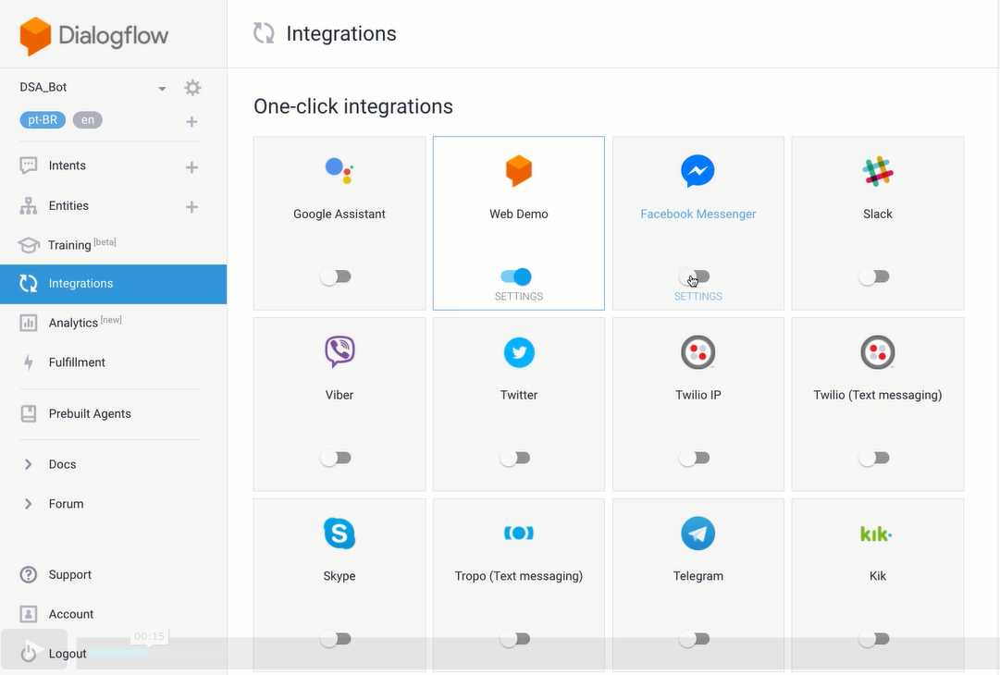 Dialogflow
Integrations
DSA_Bot
pt-BR en
Intents
Entities
Training [beta]
Integrations
Analytics [new]
Fulfillment
Prebuilt Agents
Docs
Forum
Support
Account
00:15
Logout
One-click integrations
Google Assistant
Web Demo
SETTINGS
Facebook Messenger
SETTINGS
Slack
Viber
Twitter
Twilio IP
Twilio (Text messaging)
Skype
Tropo (Text messaging)
Telegram
kik.
Kik